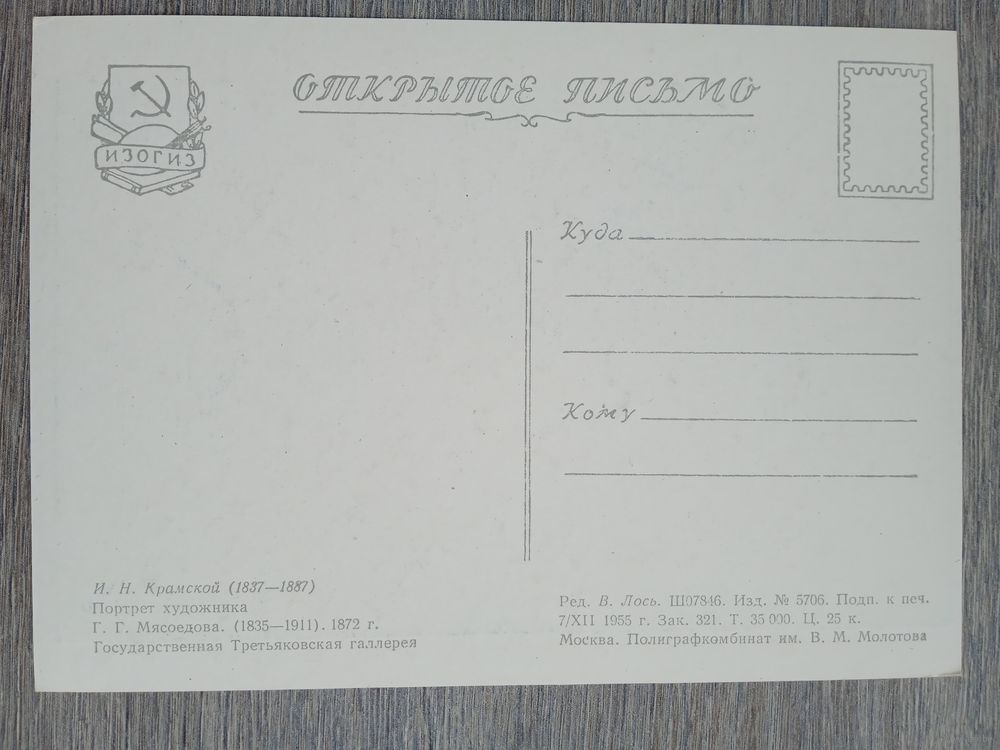 ИЗОГИЗ
ОТКРЫТОЕ ПИСЬМО
Куда
Кому
И. Н. Крамской (1837—1887)
Портрет художника
Г. Г. Мясоедова. (1835—1911). 1872 г.
Государственная Третьяковская галлерея
Ред. В. Лось. Ш07846. Изд. № 5706. Подп. к печ.
7/XII 1955 г. Зак. 321. Т. 35 000. Ц. 25 к.
Москва. Полиграфкомбинат им. В. М. Молотова